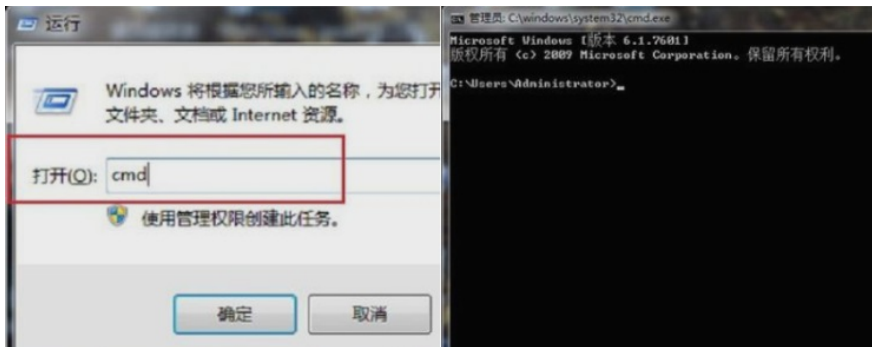 运行
Windows 将根据您所输入的名称，为您打开
文件夹、文档或 Internet 资源。
打开(O): cmd
使用管理权限创建此任务。
确定
取消
管理员: C:\windows\system32\cmd.exe
Microsoft Windows [版本 6.1.7601]
版权所有 (c) 2009 Microsoft Corporation。保留所有权利。
C:\Users\Administrator>_